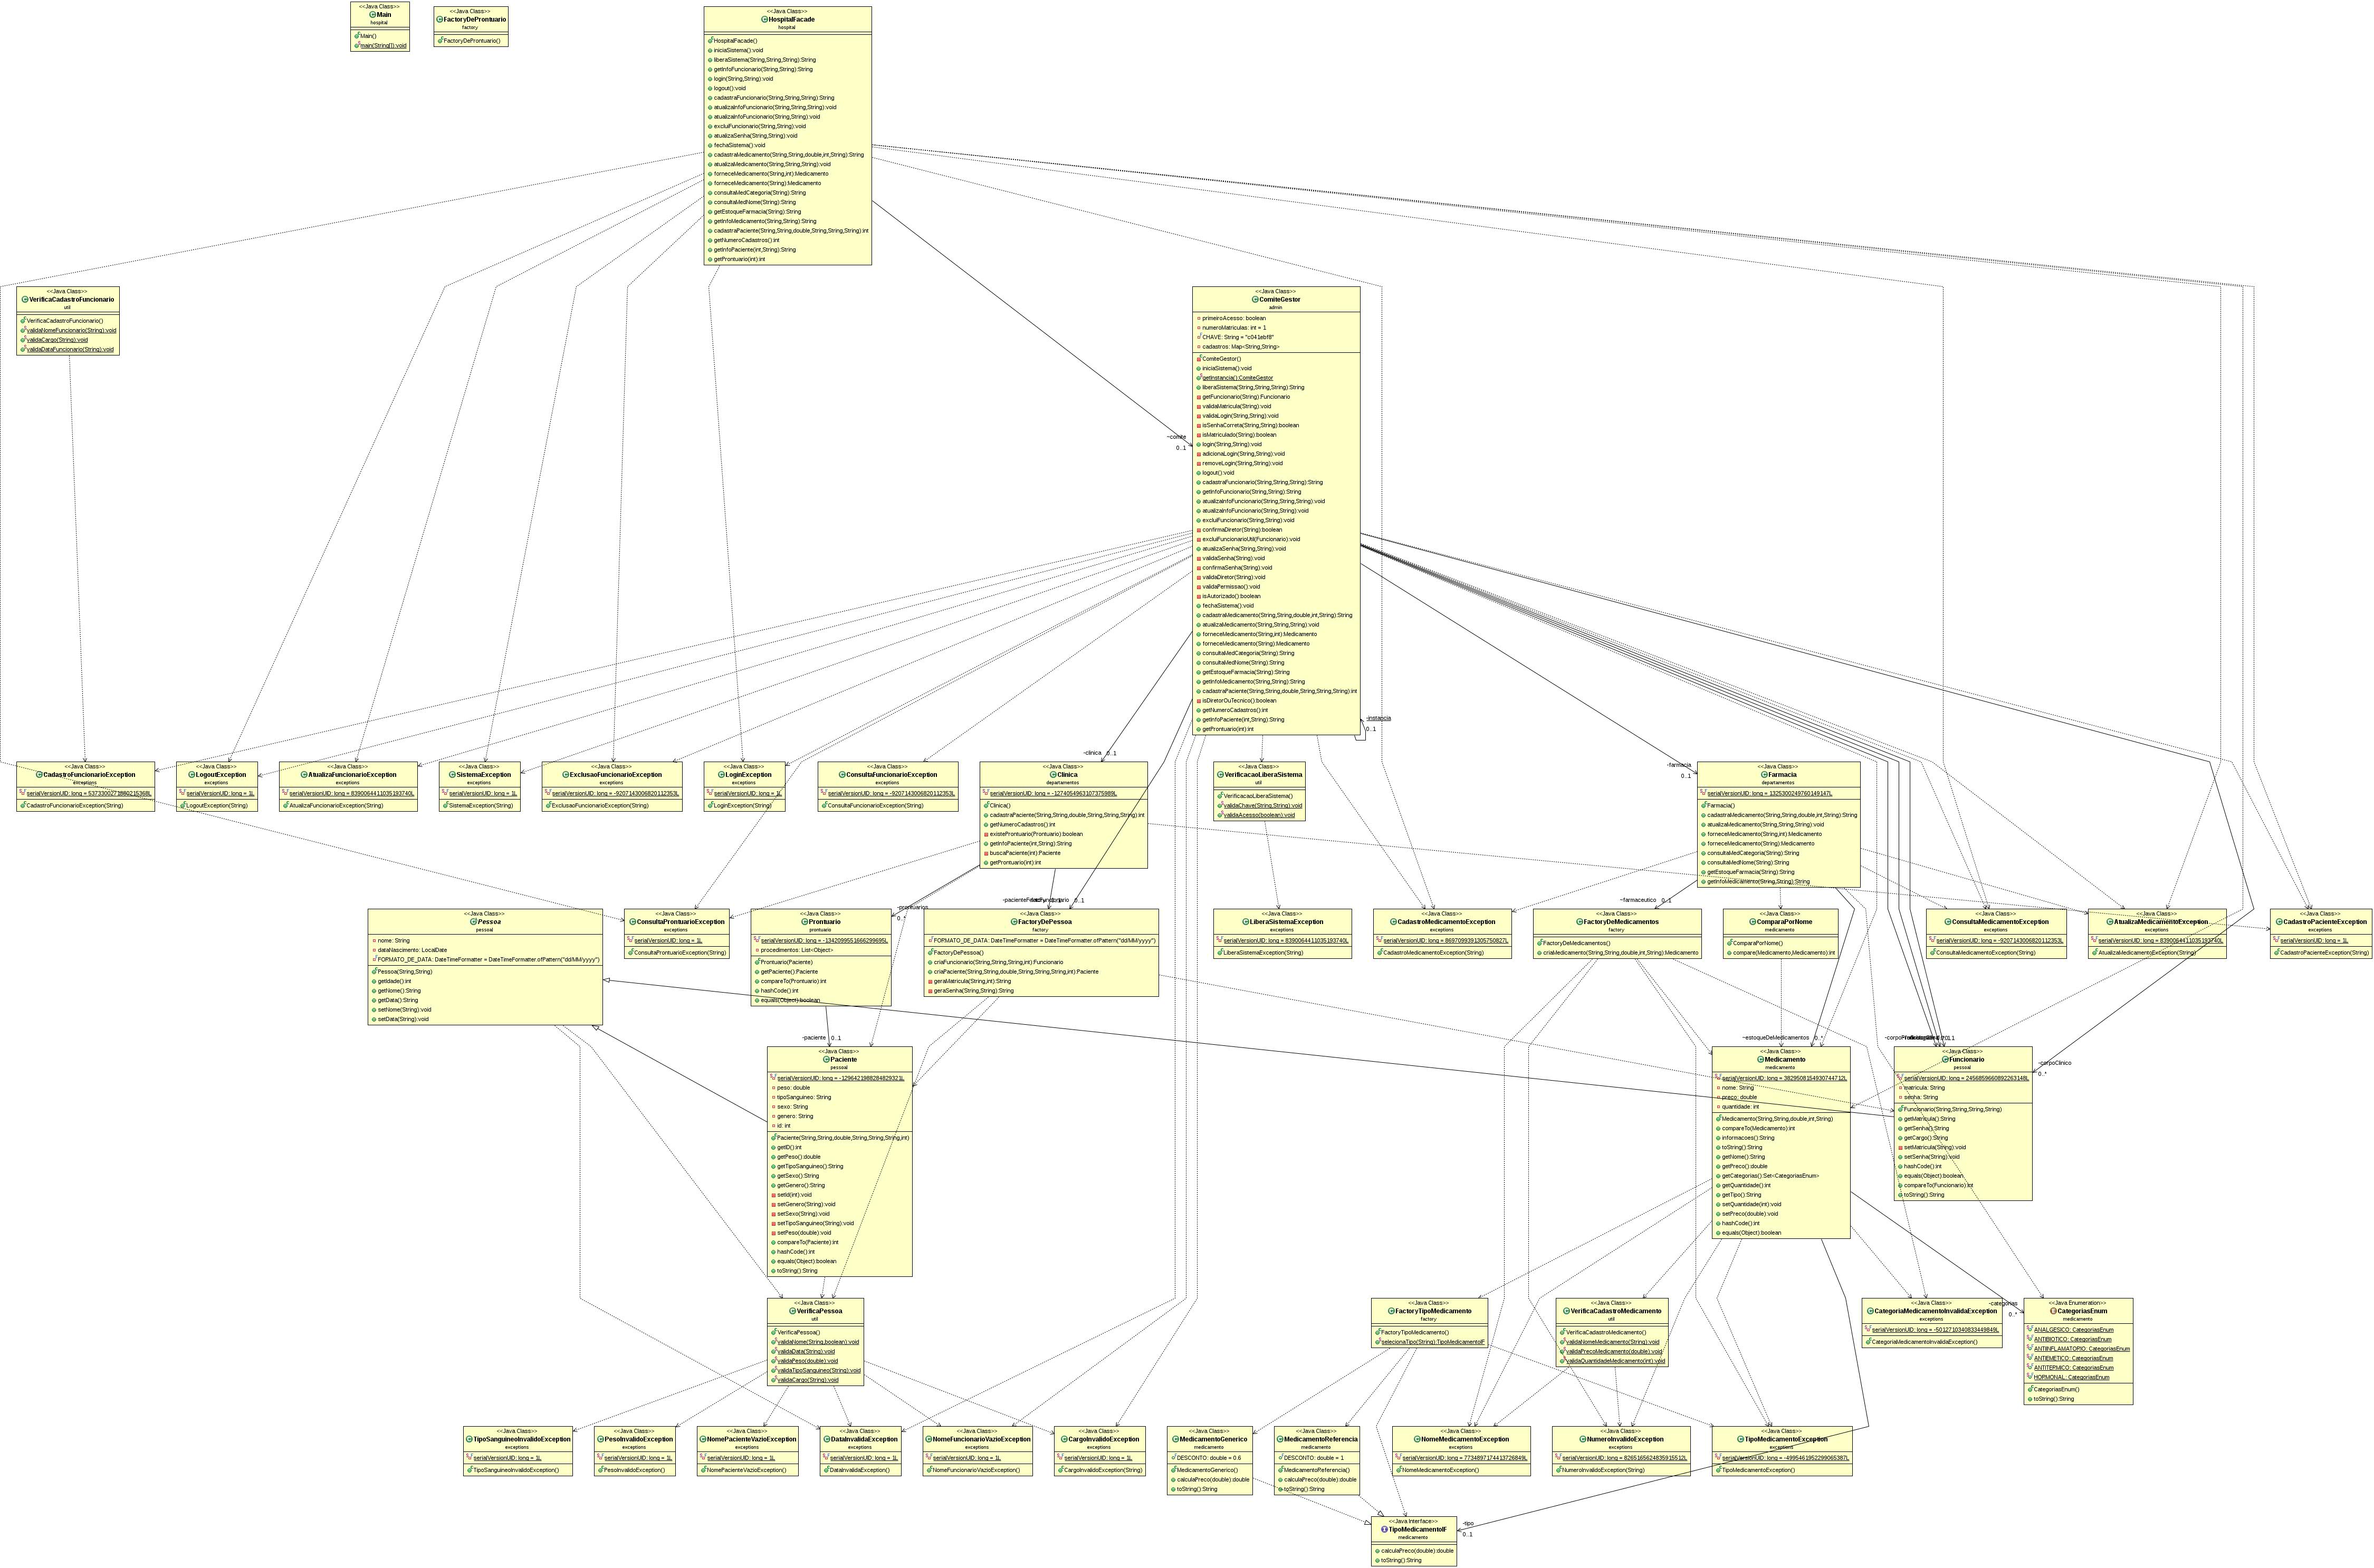 <<Java Class>>
Main
hospital
Main()
main(String[]):void
<<Java Class>>
FactoryDeProntuario
factory
FactoryDeProntuario()
<<Java Class>>
HospitalFacade
hospital
HospitalFacade()
iniciaSistema():void
liberaSistema(String,String,String):String
getInfoFuncionario(String,String):String
login(String,String):void
logout():void
cadastraFuncionario(String,String,String):String
atualizaInfoFuncionario(String,String,String):void
atualizaInfoFuncionario(String,String):void
excluiFuncionario(String,String):void
atualizaSenha(String,String):void
fechaSistema():void
cadastraMedicamento(String,String,double,int,String):String
atualizaMedicamento(String,String,String):void
forneceMedicamento(String,int):Medicamento
forneceMedicamento(String):Medicamento
consultaMedCategoria(String):String
consultaMedNome(String):String
getEstoqueFarmacia(String):String
getInfoMedicamento(String,String):String
cadastraPaciente(String,String,double,String,String,String):int
getNumeroCadastros():int
getInfoPaciente(int,String):String
getProntuario(int):int
<<Java Class>>
VerificaCadastroFuncionario
util
VerificaCadastroFuncionario()
validaNomeFuncionario(String):void
validaCargo(String):void
validaDataFuncionario(String):void
<<Java Class>>
ComiteGestor
admin
primeiroAcesso: boolean
numeroMatriculas: int = 1
CHAVE: String = "c041ebf8"
cadastros: Map<String,String>
ComiteGestor()
iniciaSistema():void
getInstancia():ComiteGestor
liberaSistema(String,String,String):String
getFuncionario(String):Funcionario
validaMatricula(String):void
validaLogin(String,String):void
isSenhaCorreta(String,String):boolean
isMatriculado(String):boolean
login(String,String):void
adicionaLogin(String,String):void
removeLogin(String,String):void
logout():void
cadastraFuncionario(String,String,String):String
getInfoFuncionario(String,String):String
atualizaInfoFuncionario(String,String,String):void
atualizaInfoFuncionario(String,String):void
excluiFuncionario(String,String):void
confirmaDiretor(String):boolean
excluiFuncionarioUtil(Funcionario):void
atualizaSenha(String,String):void
validaSenha(String):void
confirmaSenha(String):void
validaDiretor(String):void
validaPermissao():void
isAutorizado():boolean
fechaSistema():void
cadastraMedicamento(String,String,double,int,String):String
atualizaMedicamento(String,String,String):void
forneceMedicamento(String,int):Medicamento
forneceMedicamento(String):Medicamento
consultaMedCategoria(String):String
consultaMedNome(String):String
getEstoqueFarmacia(String):String
getInfoMedicamento(String,String):String
cadastraPaciente(String,String,double,String,String,String):int
isDiretorOuTecnico():boolean
getNumeroCadastros():int
getInfoPaciente(int,String):String
getProntuario(int):int
~comite
0..1
-instancia
0..1
-clinica 0..1
-farmacia
0..1
<<Java Class>>
CadastroFuncionarioException
exceptions
serialVersionUID: long = 5373300271880215368L
CadastroFuncionarioException(String)
<<Java Class>>
LogoutException
exceptions
serialVersionUID: long = 1L
LogoutException(String)
<<Java Class>>
AtualizaFuncionarioException
exceptions
serialVersionUID: long = 8390064411035193740L
AtualizaFuncionarioException(String)
<<Java Class>>
SistemaException
exceptions
serialVersionUID: long = 1L
SistemaException(String)
<<Java Class>>
ExclusaoFuncionarioException
exceptions
serialVersionUID: long = -9207143006820112353L
ExclusaoFuncionarioException(String)
<<Java Class>>
LoginException
exceptions
serialVersionUID: long = 1L
LoginException(String)
<<Java Class>>
ConsultaFuncionarioException
exceptions
serialVersionUID: long = -9207143006820112353L
ConsultaFuncionarioException(String)
<<Java Class>>
Clinica
departamentos
serialVersionUID: long = -1274054963107375989L
Clinica()
cadastraPaciente(String,String,double,String,String,String):int
getNumeroCadastros():int
existeProntuario(Prontuario):boolean
getInfoPaciente(int,String):String
buscaPaciente(int):Paciente
getProntuario(int):int
<<Java Class>>
VerificacaoLiberaSistema
util
VerificacaoLiberaSistema()
validaChave(String,String):void
validaAcesso(boolean):void
<<Java Class>>
Farmacia
departamentos
serialVersionUID: long = 1325300249760149147L
Farmacia()
cadastraMedicamento(String,String,double,int,String):String
atualizaMedicamento(String,String,String):void
forneceMedicamento(String,int):Medicamento
forneceMedicamento(String):Medicamento
consultaMedCategoria(String):String
consultaMedNome(String):String
getEstoqueFarmacia(String):String
getInfoMedicamento(String,String):String
-prontuarios
0..*
0..1
~farmaceutico 0..1
<<Java Class>>
Pessoa
pessoal
nome: String
dataNascimento: LocalDate
FORMATO_DE_DATA: DateTimeFormatter = DateTimeFormatter.ofPattern("dd/MM/yyyy")
Pessoa(String,String)
getIdade():int
getNome():String
getData():String
setNome(String):void
setData(String):void
<<Java Class>>
ConsultaProntuarioException
exceptions
serialVersionUID: long = 1L
ConsultaProntuarioException(String)
<<Java Class>>
Prontuario
prontuario
serialVersionUID: long = -1342099551666299695L
procedimentos: List<Object>
Prontuario(Paciente)
getPaciente():Paciente
compareTo(Prontuario):int
hashCode():int
equals(Object):boolean
<<Java Class>>
FactoryDePessoa
factory
FORMATO_DE_DATA: DateTimeFormatter = DateTimeFormatter.ofPattern("dd/MM/yyyy")
FactoryDePessoa()
criaFuncionario(String,String,String,int):Funcionario
criaPaciente(String,String,double,String,String,String,int):Paciente
geraMatricula(String,int):String
geraSenha(String,String):String
<<Java Class>>
LiberaSistemaException
exceptions
serialVersionUID: long = 8390064411035193740L
LiberaSistemaException(String)
<<Java Class>>
CadastroMedicamentoException
exceptions
serialVersionUID: long = 8697099391305750827L
CadastroMedicamentoException(String)
<<Java Class>>
FactoryDeMedicamentos
factory
FactoryDeMedicamentos()
criaMedicamento(String,String,double,int,String):Medicamento
<<Java Class>>
ComparaPorNome
medicamento
ComparaPorNome()
compare(Medicamento,Medicamento):int
<<Java Class>>
ConsultaMedicamentoException
exceptions
serialVersionUID: long = -9207143006820112353L
ConsultaMedicamentoException(String)
<<Java Class>>
AtualizaMedicamentoException
exceptions
serialVersionUID: long = 8390064411035193740L
AtualizaMedicamentoException(String)
<<Java Class>>
CadastroPacienteException
exceptions
serialVersionUID: long = 1L
CadastroPacienteException(String)
-paciente 0..1
~estoqueDeMedicamentos 0..*
-corpoClinico
0..*
<<Java Class>>
Paciente
pessoal
serialVersionUID: long = -1296421988284829321L
peso: double
tipoSanguineo: String
sexo: String
genero: String
id: int
Paciente(String,String,double,String,String,String,int)
getID():int
getPeso():double
getTipoSanguineo():String
getSexo():String
getGenero():String
setId(int):void
setGenero(String):void
setSexo(String):void
setTipoSanguineo(String):void
setPeso(double):void
compareTo(Paciente):int
hashCode():int
equals(Object):boolean
toString():String
<<Java Class>>
Medicamento
medicamento
serialVersionUID: long = 3829508154930744712L
nome: String
preco: double
quantidade: int
Medicamento(String,String,double,int,String)
compareTo(Medicamento):int
informacoes():String
toString():String
getNome():String
getPreco():double
getCategorias():Set<CategoriasEnum>
getQuantidade():int
getTipo():String
setQuantidade(int):void
setPreco(double):void
hashCode():int
equals(Object):boolean
<<Java Class>>
Funcionario
pessoal
serialVersionUID: long = 2456859660892263148L
matricula: String
senha: String
Funcionario(String,String,String,String)
getMatricula():String
getSenha():String
getCargo():String
setMatricula(String):void
setSenha(String):void
hashCode():int
equals(Object):boolean
compareTo(Funcionario):int
toString():String
<<Java Class>>
VerificaPessoa
util
VerificaPessoa()
validaNome(String,boolean):void
validaData(String):void
validaPeso(double):void
validaTipoSanguineo(String):void
validaCargo(String):void
<<Java Class>>
FactoryTipoMedicamento
factory
FactoryTipoMedicamento()
selecionaTipo(String):TipoMedicamentoIF
<<Java Class>>
VerificaCadastroMedicamento
util
VerificaCadastroMedicamento()
validaNomeMedicamento(String):void
validaPrecoMedicamento(double):void
validaQuantidadeMedicamento(int):void
<<Java Class>>
CategoriaMedicamentoInvalidaException
exceptions
serialVersionUID: long = -5012710340833449849L
CategoriaMedicamentoInvalidaException()
-categorias
0..*
<<Java Enumeration>>
CategoriasEnum
medicamento
ANALGESICO: CategoriasEnum
ANTIBIOTICO: CategoriasEnum
ANTIINFLAMATORIO: CategoriasEnum
ANTIEMETICO: CategoriasEnum
ANTITERMICO: CategoriasEnum
HORMONAL: CategoriasEnum
CategoriasEnum()
toString():String
<<Java Class>>
TipoSanguineoInvalidoException
exceptions
serialVersionUID: long = 1L
TipoSanguineoInvalidoException()
<<Java Class>>
PesoInvalidoException
exceptions
serialVersionUID: long = 1L
PesoInvalidoException()
<<Java Class>>
NomePacienteVazioException
exceptions
serialVersionUID: long = 1L
NomePacienteVazioException()
<<Java Class>>
DataInvalidaException
exceptions
serialVersionUID: long = 1L
DataInvalidaException()
<<Java Class>>
NomeFuncionarioVazioException
exceptions
serialVersionUID: long = 1L
NomeFuncionarioVazioException()
<<Java Class>>
CargoInvalidoException
exceptions
serialVersionUID: long = 1L
CargoInvalidoException(String)
<<Java Class>>
MedicamentoGenerico
medicamento
DESCONTO: double = 0.6
MedicamentoGenerico()
calculaPreco(double):double
toString():String
<<Java Class>>
MedicamentoReferencia
medicamento
DESCONTO: double = 1
MedicamentoReferencia()
calculaPreco(double):double
toString():String
<<Java Class>>
NomeMedicamentoException
exceptions
serialVersionUID: long = 7734897174413726849L
NomeMedicamentoException()
<<Java Class>>
NumeroInvalidoException
exceptions
serialVersionUID: long = 8265165624835915512L
NumeroInvalidoException(String)
<<Java Class>>
TipoMedicamentoException
exceptions
serialVersionUID: long = -4995461952299065387L
TipoMedicamentoException()
-tipo
0..1
<<Java Interface>>
TipoMedicamentoIF
medicamento
calculaPreco(double):double
toString():String